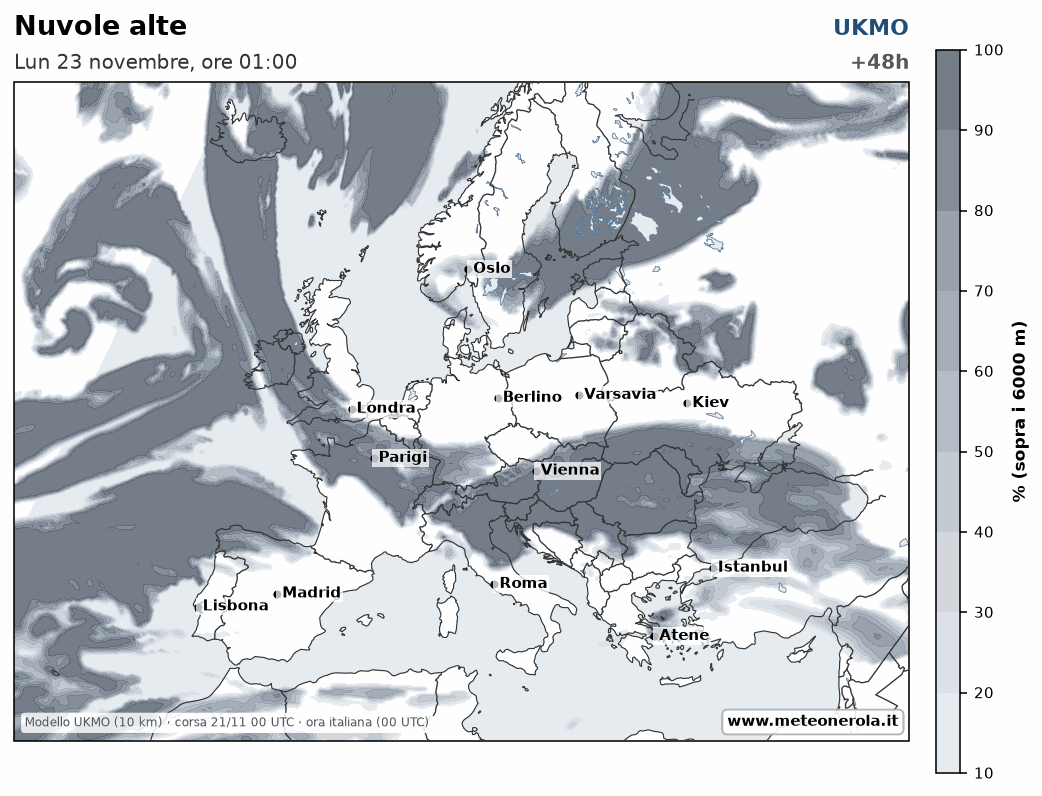 Nuvole alte
UKMO
Lun 23 novembre, ore 01:00
+48h
100
90
80
70
60
50
40
30
20
10
% (sopra i 6000 m)
Oslo
Londra
Berlino
Varsavia
Kiev
Parigi
Vienna
Istanbul
Roma
Madrid
Lisbona
Atene
Modello UKMO (10 km) · corsa 21/11 00 UTC · ora italiana (00 UTC)
www.meteonerola.it